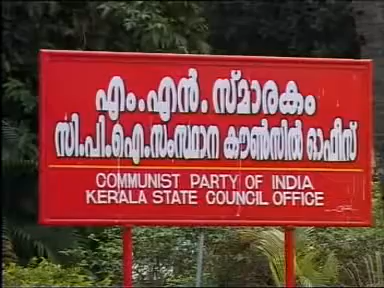 എം.എൻ. സ്മാരകം
സി.പി.ഐ.സംസ്ഥാന കൗൺസിൽ ഓഫീസ്
COMMUNIST PARTY OF INDIA
KERALA STATE COUNCIL OFFICE